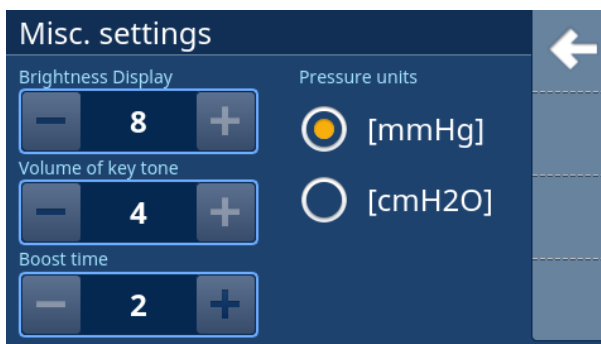 Misc. settings
Brightness Display
8
Volume of key tone
4
Boost time
2
Pressure units
[mmHg]
[cmH2O]